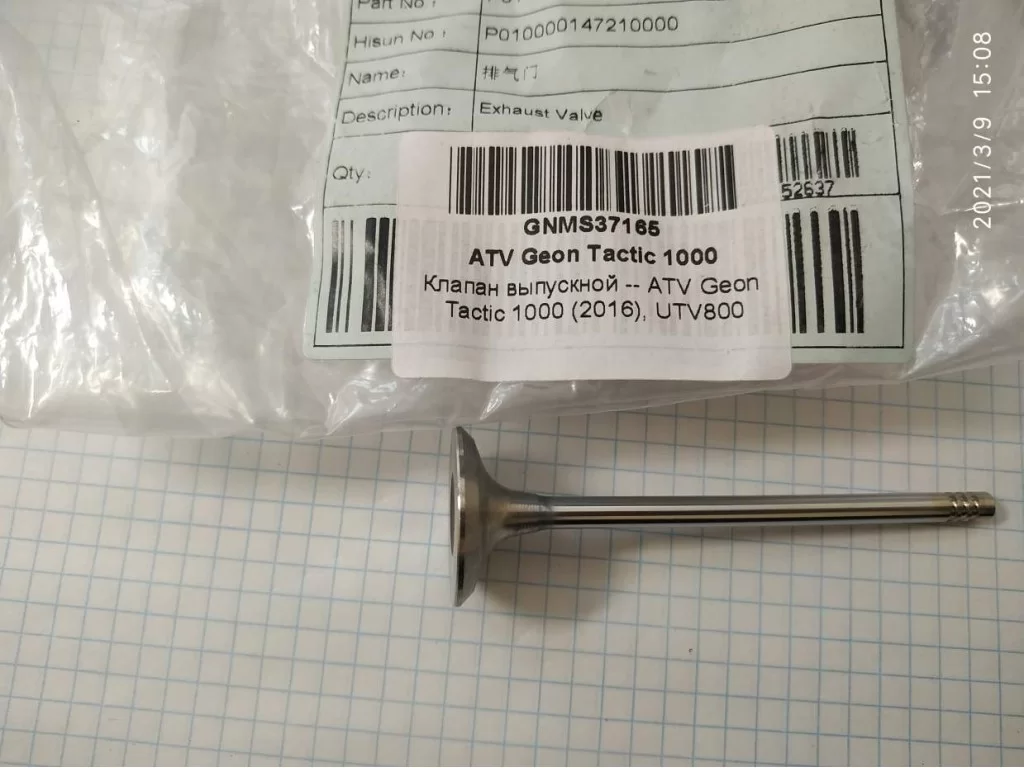 Part No :
Hisun No : P010000147210000
Name: 排气门
Description: Exhaust Valve
Qty:
52637
GNMS37165
ATV Geon Tactic 1000
Клапан выпускной -- ATV Geon
Tactic 1000 (2016), UTV800
2021/3/9 15:08